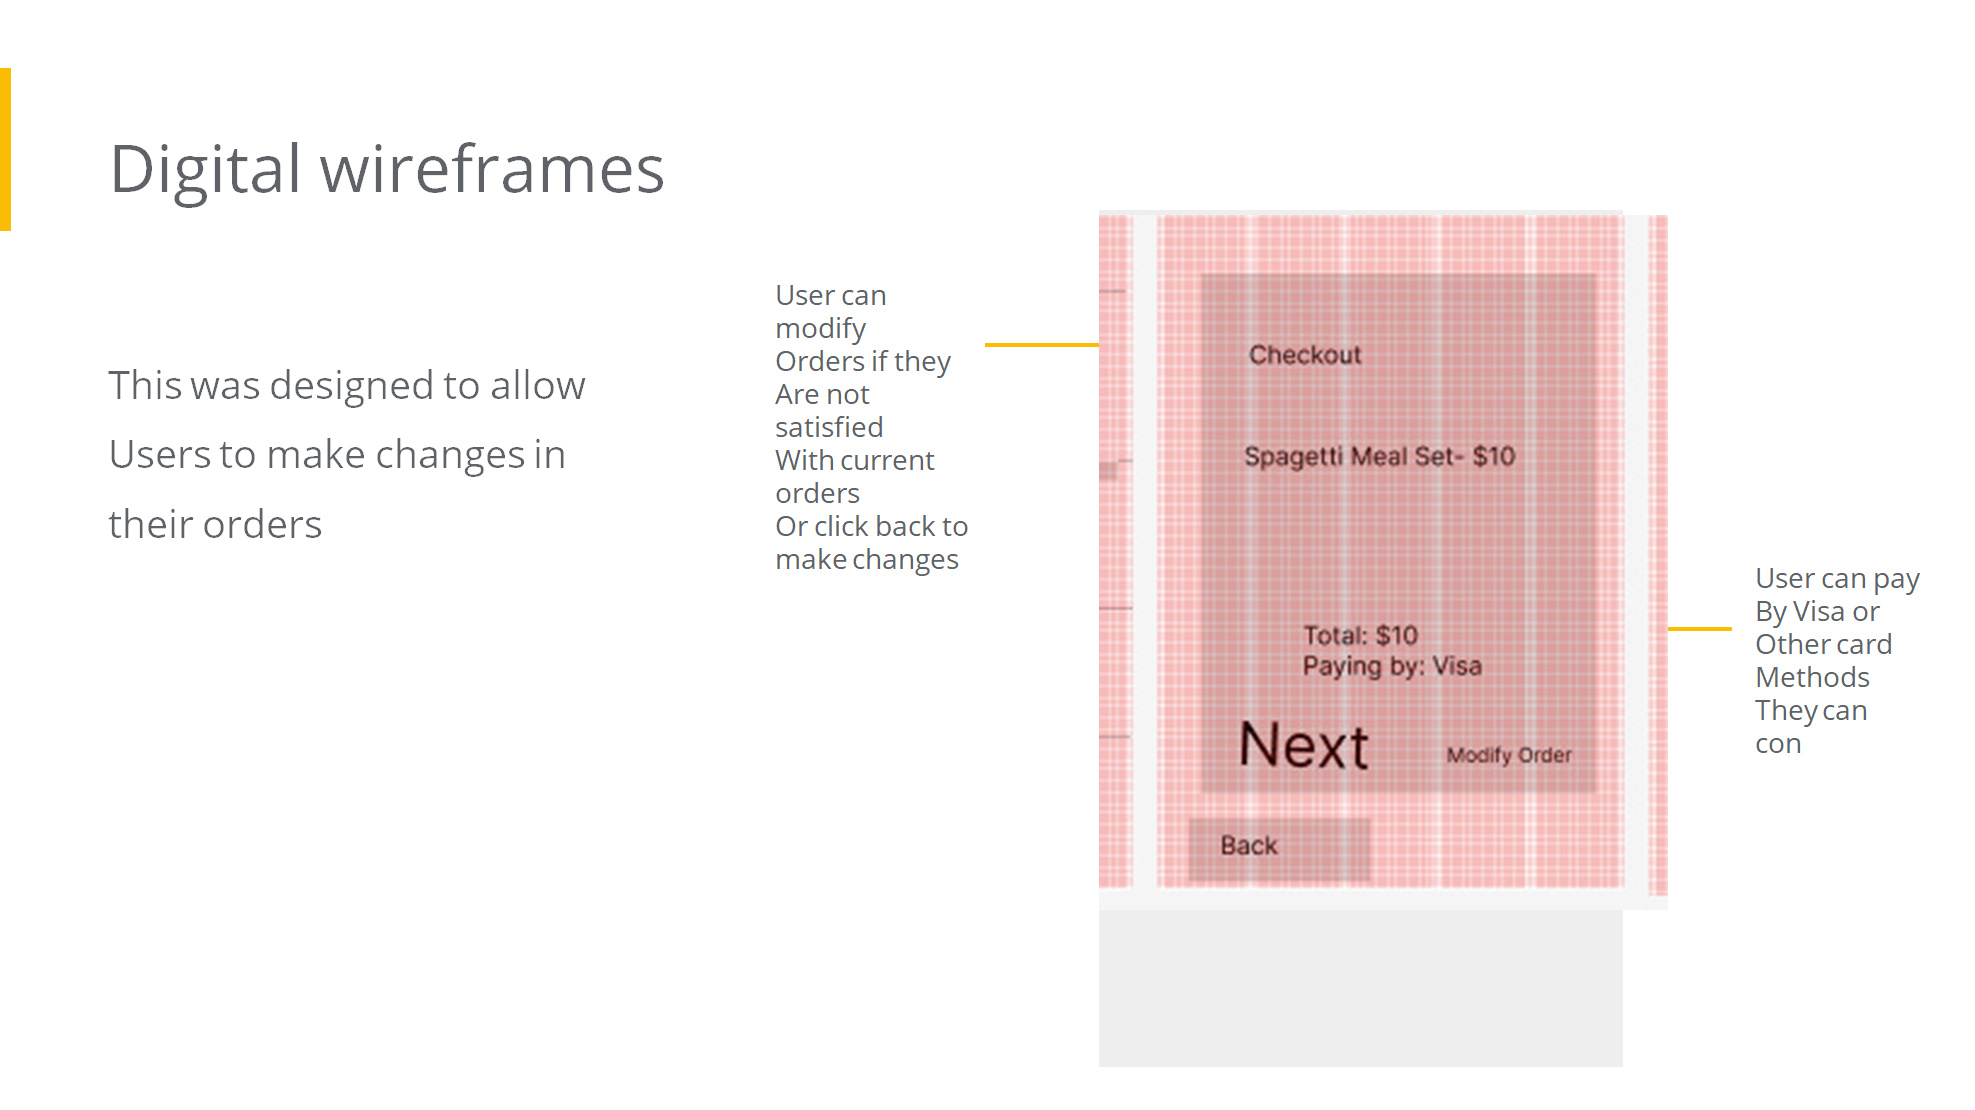 Digital wireframes
This was designed to allow
Users to make changes in
their orders
User can
modify
Orders if they
Are not
satisfied
With current
orders
Or click back to
make changes
Checkout
Spagetti Meal Set- $10
Total: $10
Paying by: Visa
Next
Modify Order
Back
User can pay
By Visa or
Other card
Methods
They can
con